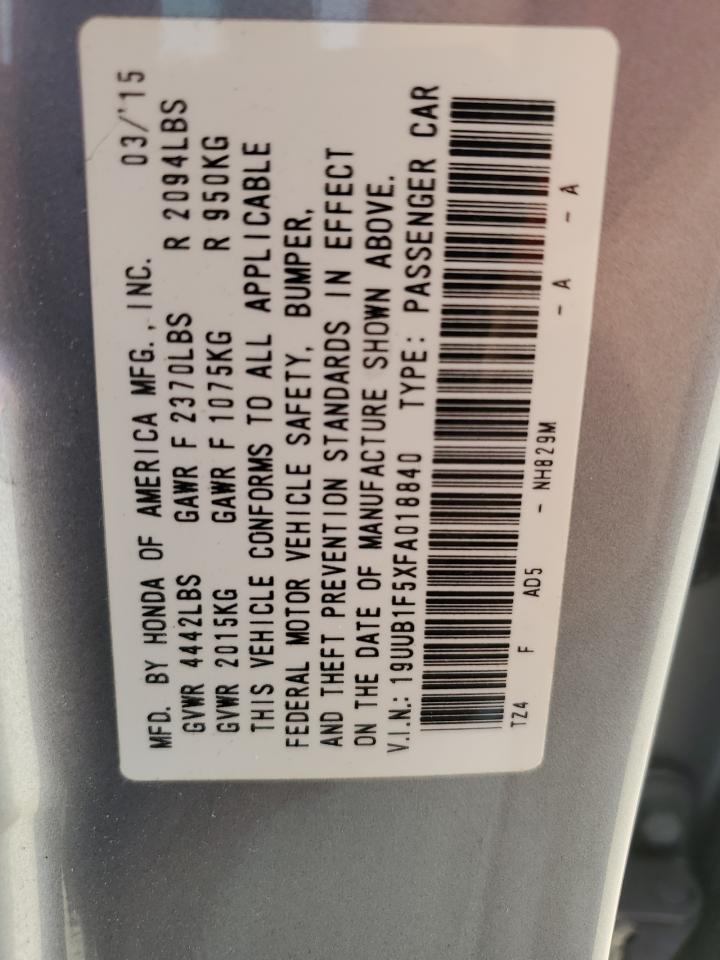 MFD. BY HONDA OF AMERICA MFG., INC. 03/'15
GVWR 4442LBS GAWR F 2370LBS R 2094LBS
GVWR 2015KG GAWR F 1075KG R 950KG
THIS VEHICLE CONFORMS TO ALL APPLICABLE
FEDERAL MOTOR VEHICLE SAFETY, BUMPER,
AND THEFT PREVENTION STANDARDS IN EFFECT
ON THE DATE OF MANUFACTURE SHOWN ABOVE.
V.I.N.: 19UUB1F5XFA018840 TYPE: PASSENGER CAR
TZ4 F AD5 - NH829M - A - A